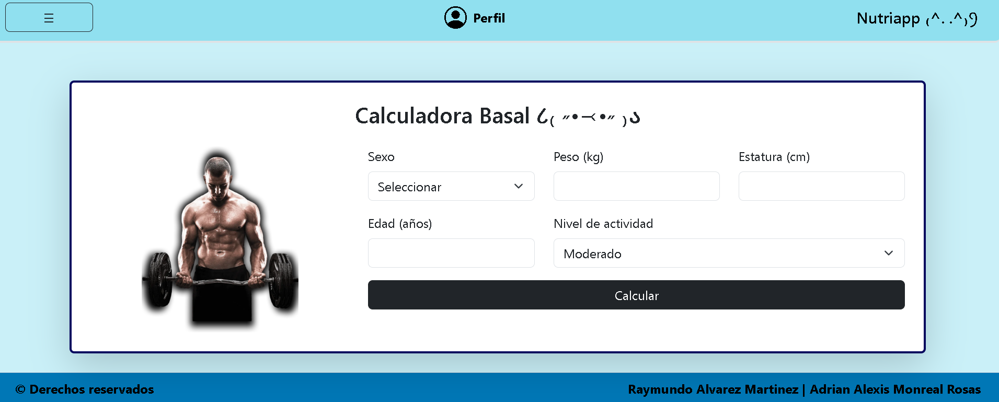 ☰
Perfil
Nutriapp ₍^. .^₎Ⳋ
Calculadora Basal ૮₍ ˶•⤙•˶ ₎ა
Sexo
Peso (kg)
Estatura (cm)
Seleccionar
Edad (años)
Nivel de actividad
Moderado
Calcular
© Derechos reservados
Raymundo Alvarez Martinez | Adrian Alexis Monreal Rosas